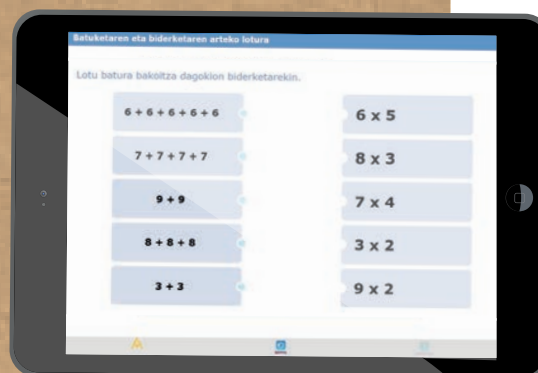 Batuketaren eta biderketaren arteko lotura
Lotu batura bakoitza dagokion biderketarekin.
6 + 6 + 6 + 6 + 6
6 x 5
7 + 7 + 7 + 7
8 x 3
9 + 9
7 x 4
8 + 8 + 8
3 x 2
3 + 3
9 x 2